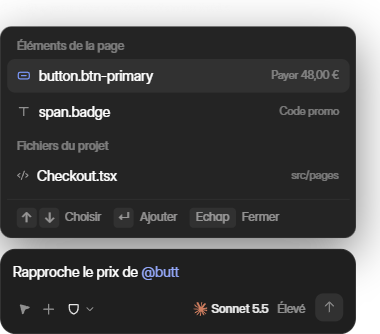 Éléments de la page
button.btn-primary Payer 48,00 €
span.badge Code promo
Fichiers du projet
Checkout.tsx src/pages
Choisir Ajouter Echap Fermer
Rapproche le prix de @butt
Sonnet 5.5 Élevé